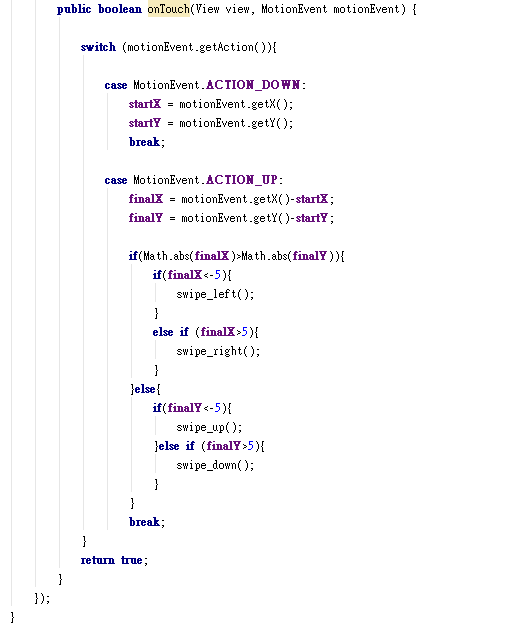 public boolean onTouch(View view, MotionEvent motionEvent) {
switch (motionEvent.getAction()){
case MotionEvent.ACTION_DOWN:
startX = motionEvent.getX();
startY = motionEvent.getY();
break;
case MotionEvent.ACTION_UP:
finalX = motionEvent.getX()-startX;
finalY = motionEvent.getY()-startY;
if(Math.abs(finalX)>Math.abs(finalY)){
if(finalX<-5){
swipe_left();
}
else if (finalX>5){
swipe_right();
}
}else{
if(finalY<-5){
swipe_up();
}else if (finalY>5){
swipe_down();
}
}
break;
}
return true;
}
});
}